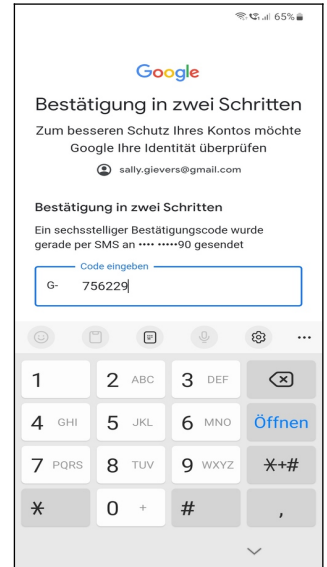 65%
Google
Bestätigung in zwei Schritten
Zum besseren Schutz Ihres Kontos möchte
Google Ihre Identität überprüfen
sally.gievers@gmail.com
Bestätigung in zwei Schritten
Ein sechsstelliger Bestätigungscode wurde
gerade per SMS an •••• •••••90 gesendet
Code eingeben
G- 756229
1 2 ABC 3 DEF
4 GHI 5 JKL 6 MNO Öffnen
7 PQRS 8 TUV 9 WXYZ *+#
* 0 + # ,